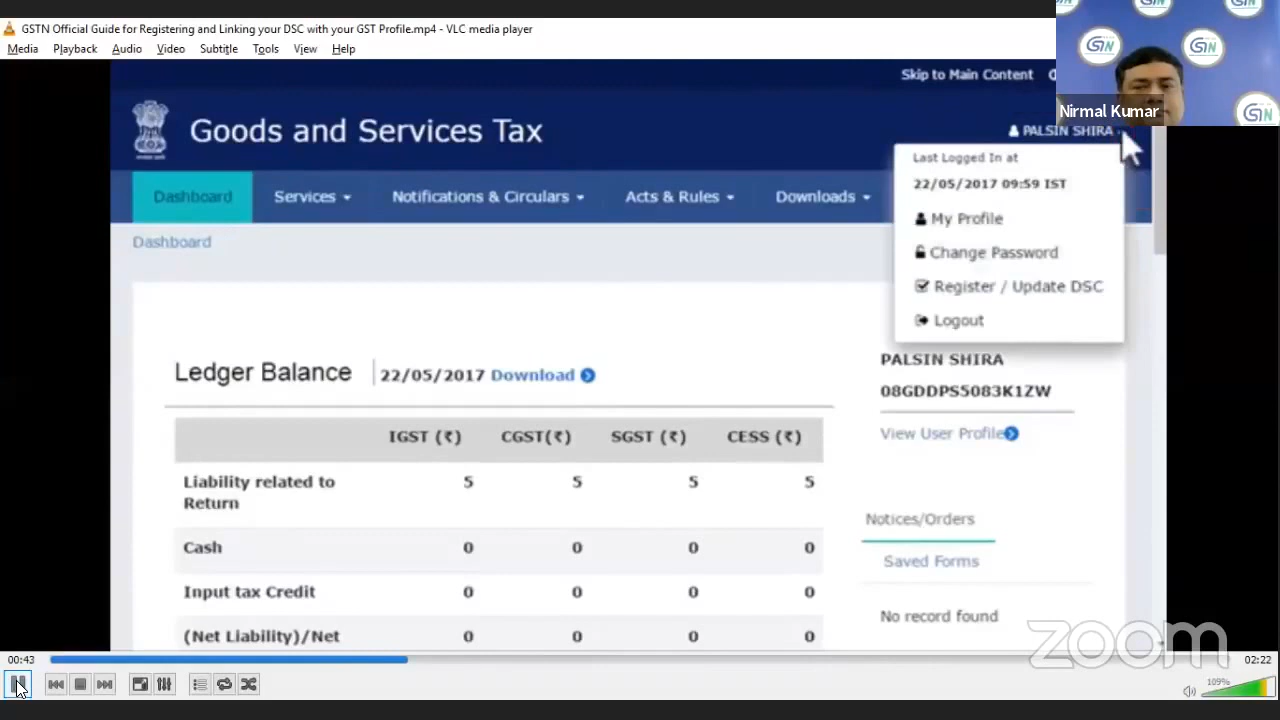 GSTN Official Guide for Registering and Linking your DSC with your GST Profile.mp4 - VLC media player
Media Playback Audio Video Subtitle Tools View Help
Skip to Main Content
Nirmal Kumar
Goods and Services Tax
PALSIN SHIRA
Last Logged In at
22/05/2017 09:59 IST
Dashboard Services Notifications & Circulars Acts & Rules Downloads
My Profile
Dashboard
Change Password
Register / Update DSC
Logout
PALSIN SHIRA
Ledger Balance 22/05/2017 Download
08GDDPS5083K1ZW
View User Profile
IGST (₹) CGST(₹) SGST (₹) CESS (₹)
Liability related to
Return 5 5 5 5
Notices/Orders
Cash 0 0 0 0
Saved Forms
Input tax Credit 0 0 0 0
No record found
(Net Liability)/Net 0 0 0 0
zoom
00:43 02:22
109%